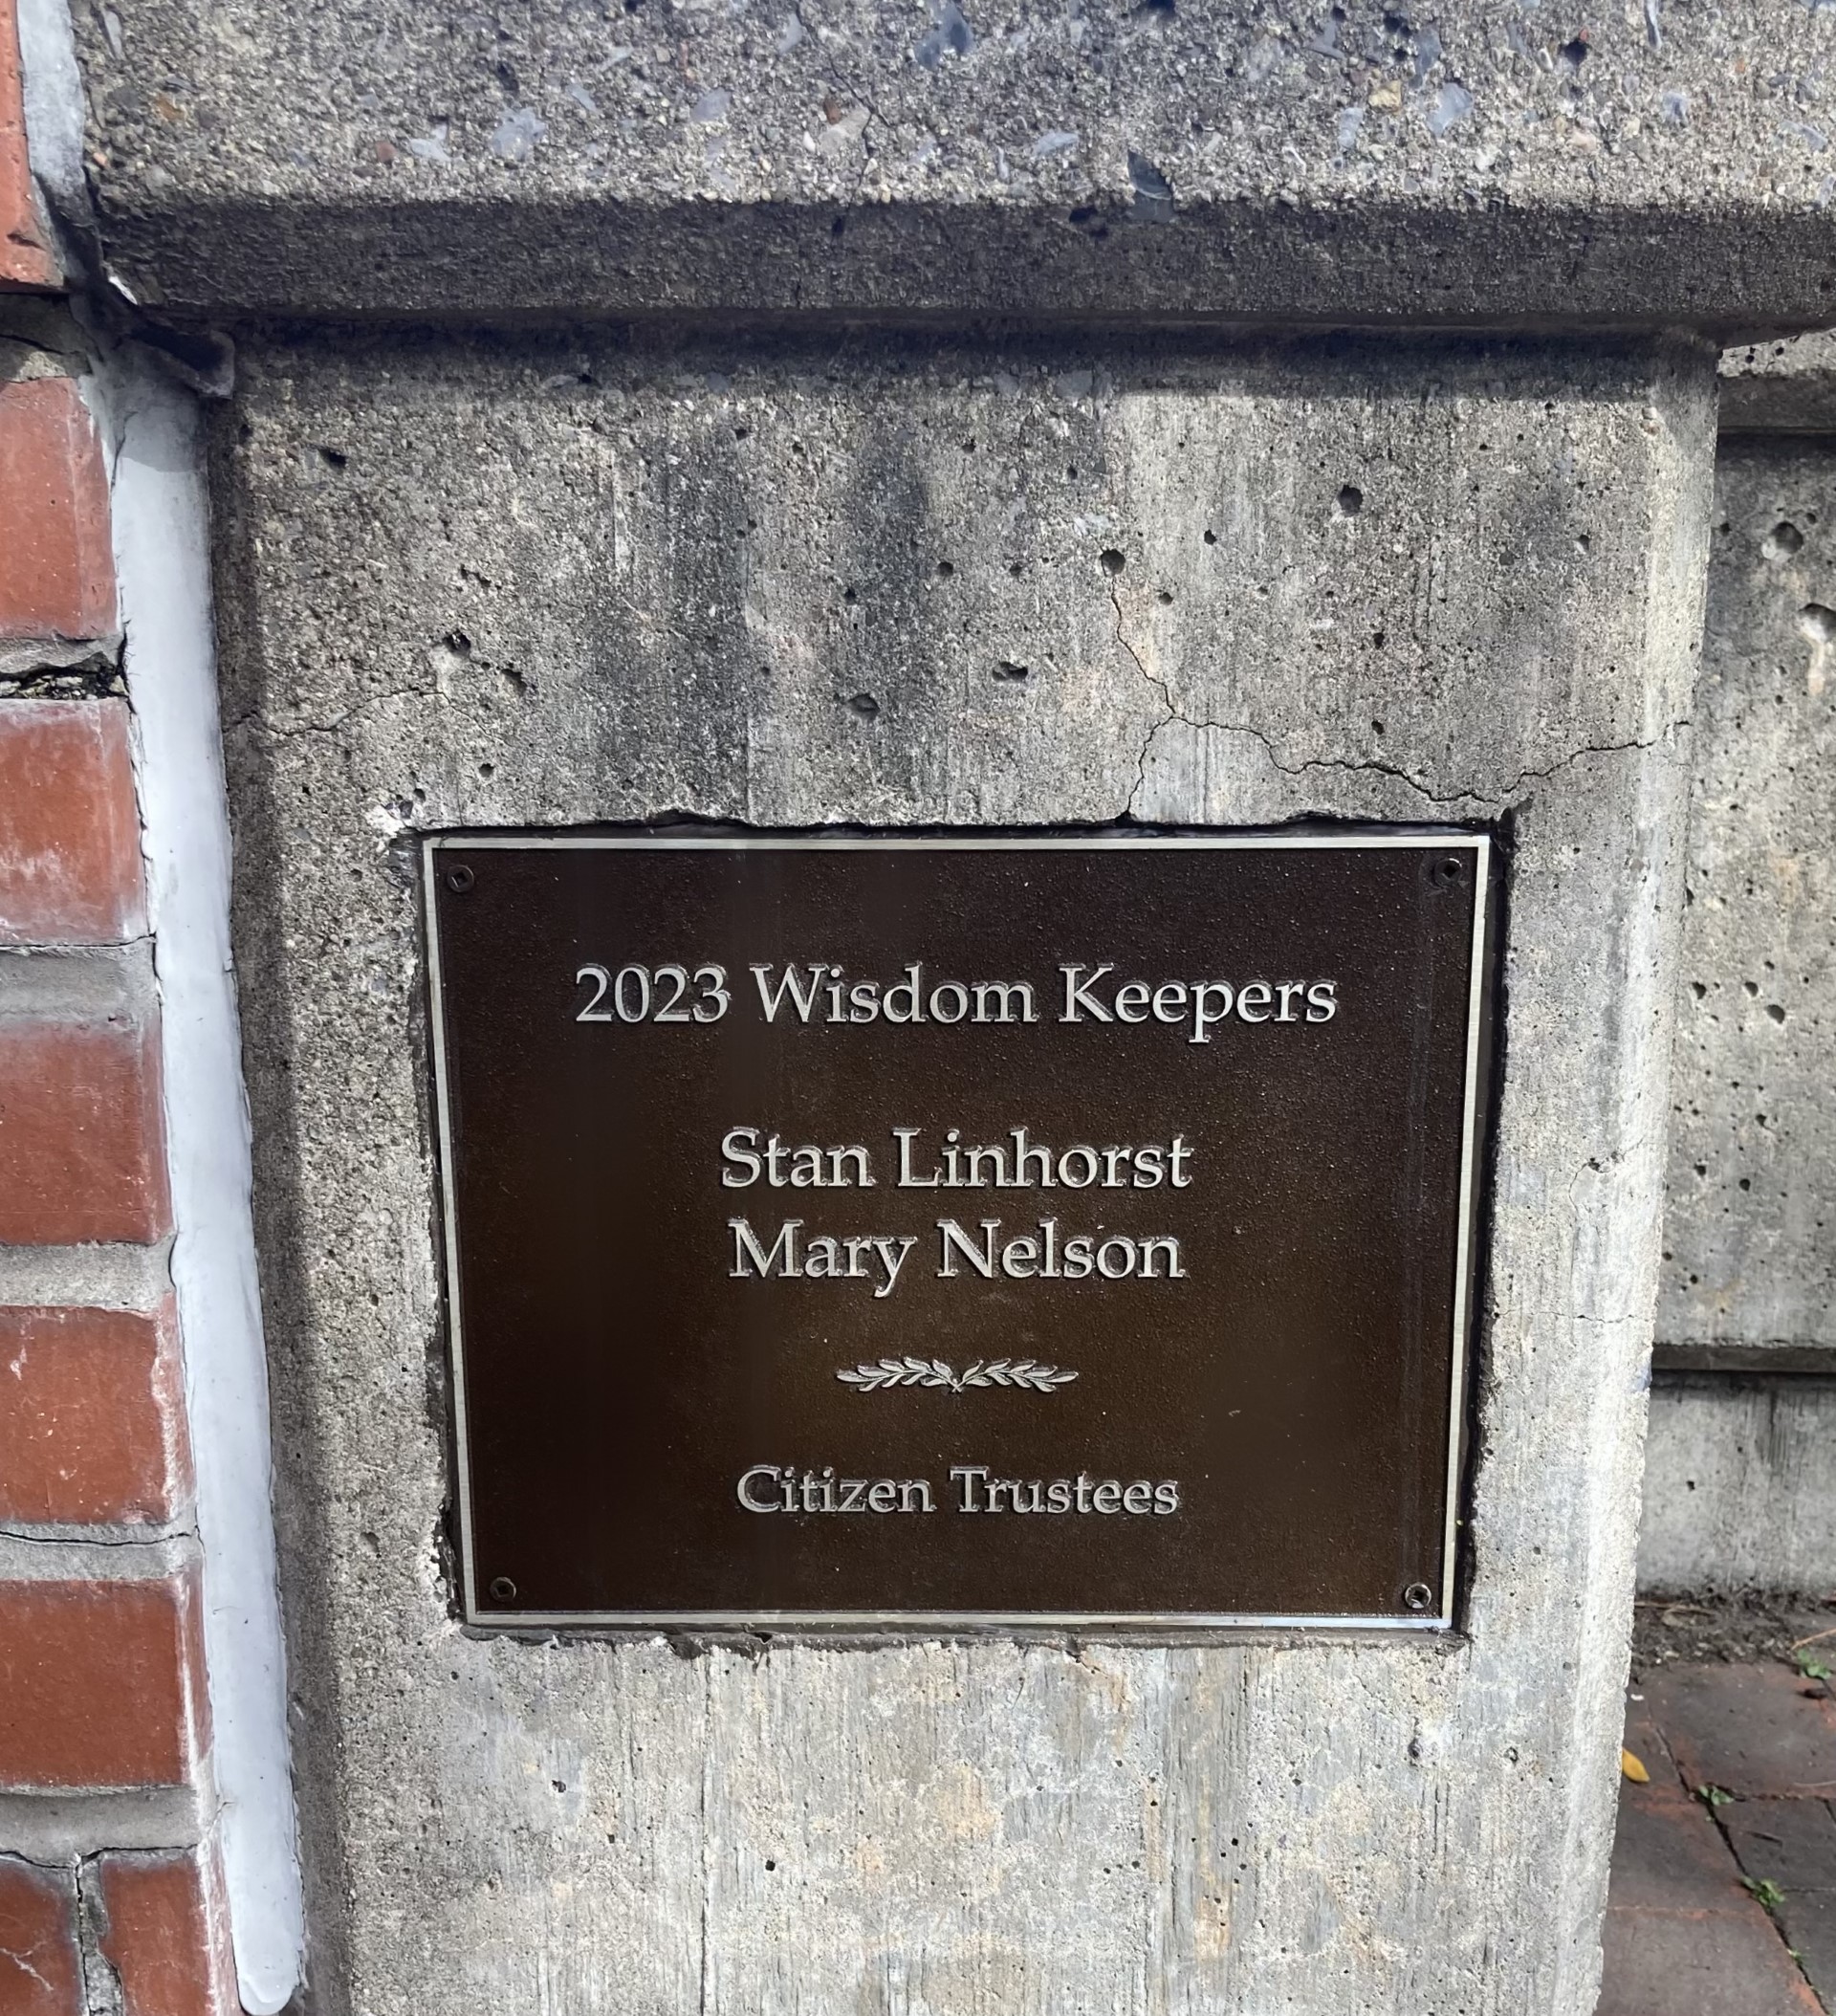 2023 Wisdom Keepers
Stan Linhorst
Mary Nelson
Citizen Trustees